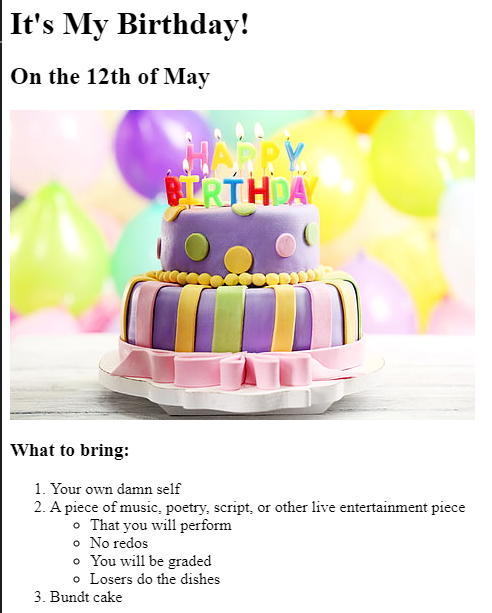 It's My Birthday!
On the 12th of May
HAPPY
BIRTHDAY
What to bring:
1. Your own damn self
2. A piece of music, poetry, script, or other live entertainment piece
That you will perform
No redos
You will be graded
Losers do the dishes
3. Bundt cake